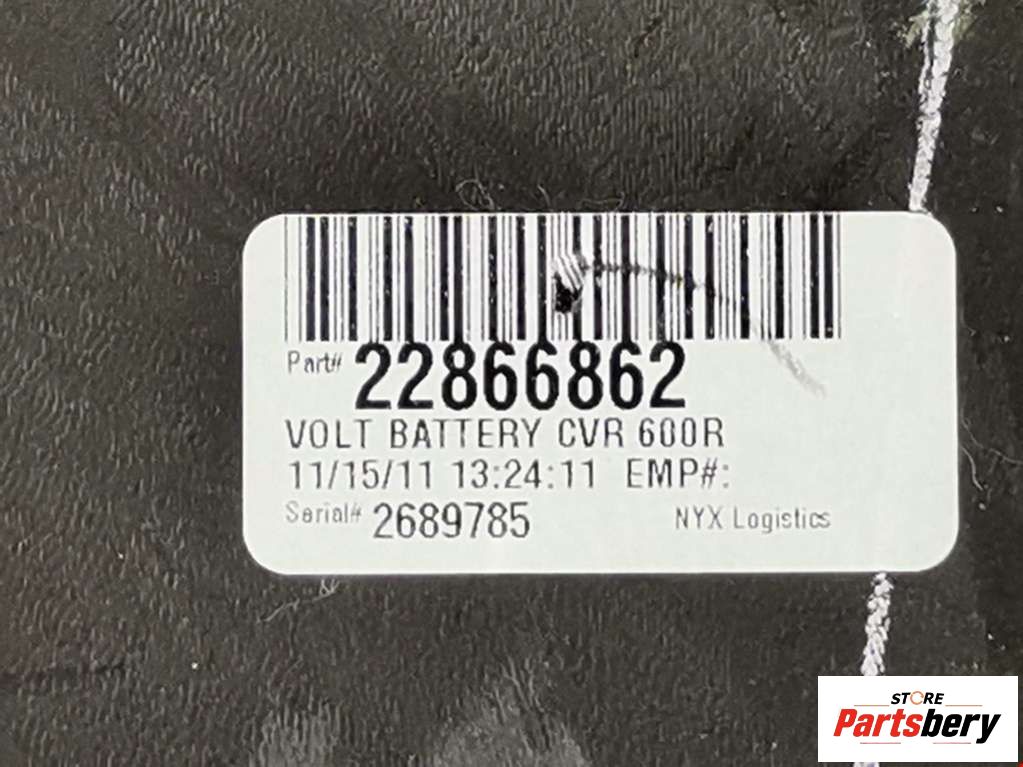 Part# 22866862
VOLT BATTERY CVR 600R
11/15/11 13:24:11 EMP#:
Serial# 2689785 NYX Logistics
STORE
Partsbery